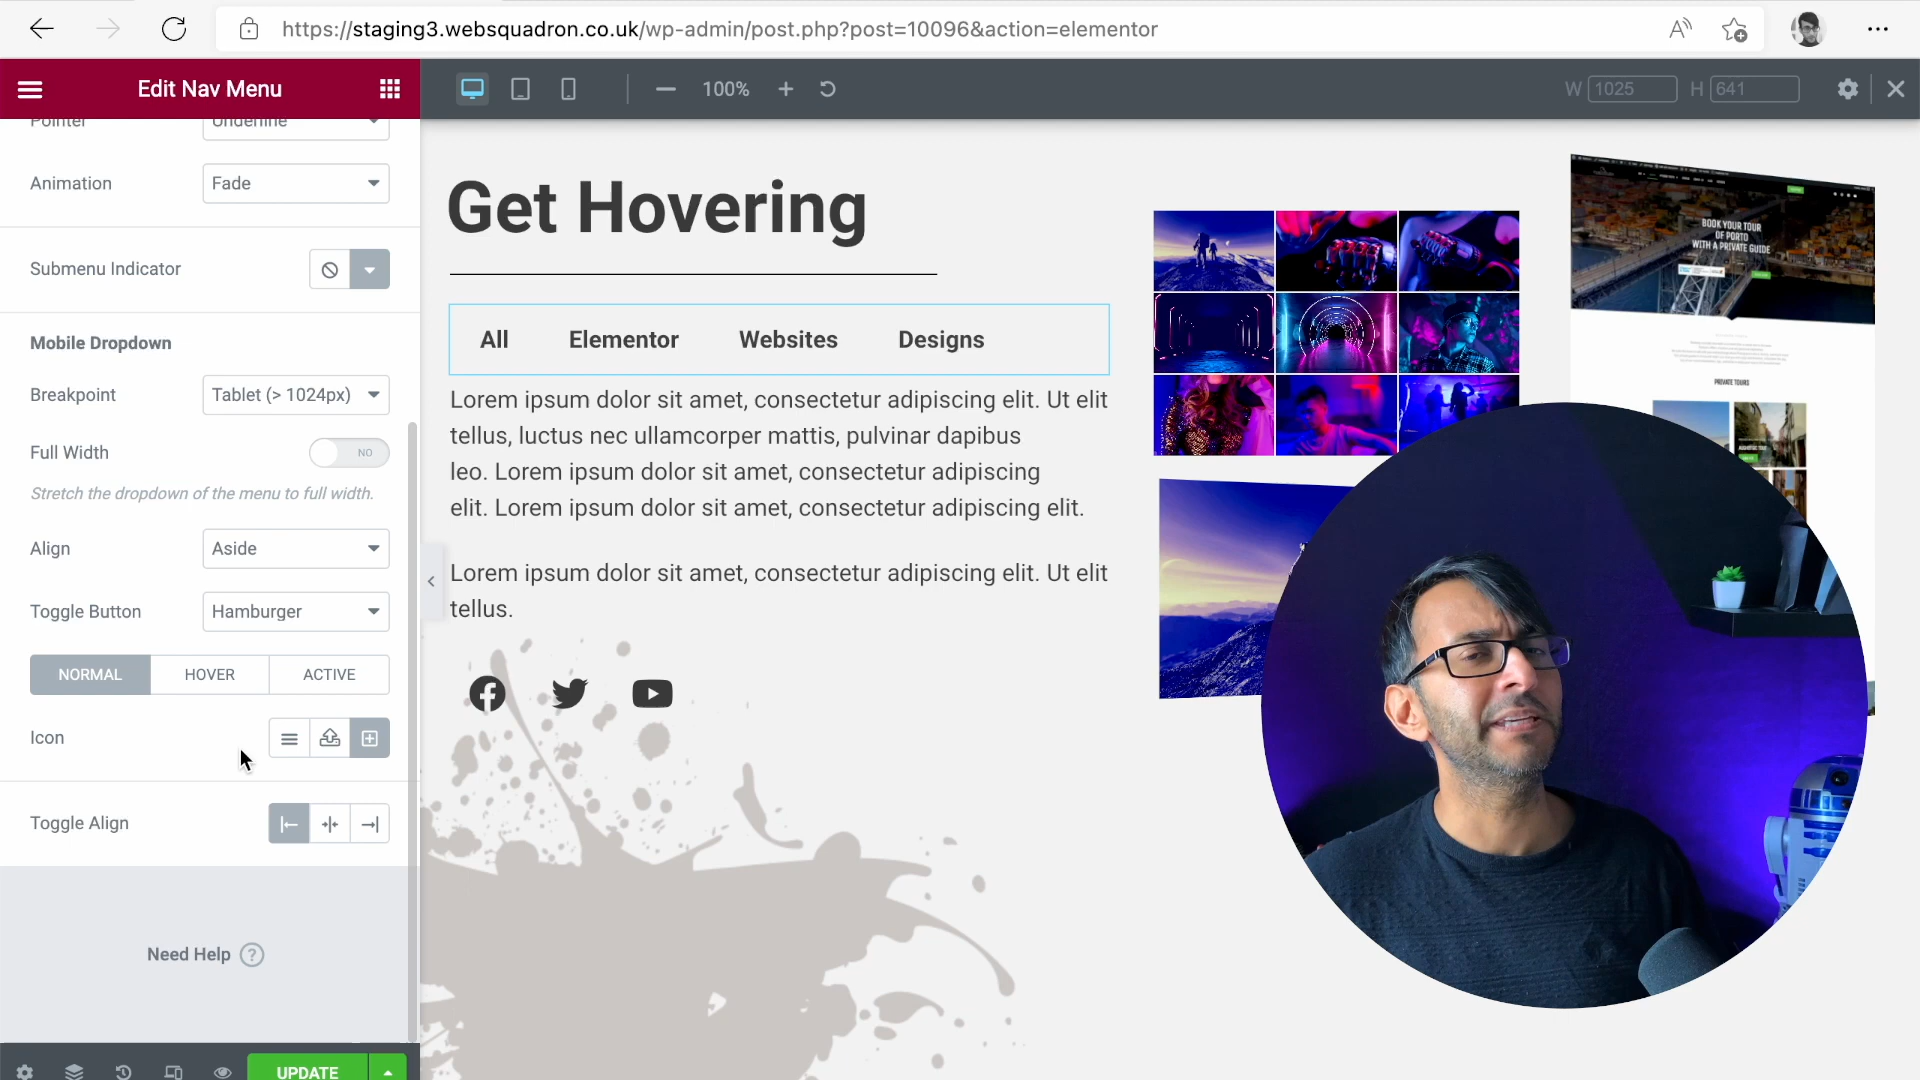 https://staging3.websquadron.co.uk/wp-admin/post.php?post=10096&action=elementor
Edit Nav Menu
100%
W 1025 H 641
Pointer Underline
Animation Fade
Submenu Indicator
Mobile Dropdown
Breakpoint Tablet (> 1024px)
Full Width NO
Stretch the dropdown of the menu to full width.
Align Aside
Toggle Button Hamburger
NORMAL HOVER ACTIVE
Icon
Toggle Align
Need Help ?
UPDATE
Get Hovering
All Elementor Websites Designs
Lorem ipsum dolor sit amet, consectetur adipiscing elit. Ut elit
tellus, luctus nec ullamcorper mattis, pulvinar dapibus
leo. Lorem ipsum dolor sit amet, consectetur adipiscing
elit. Lorem ipsum dolor sit amet, consectetur adipiscing elit.
Lorem ipsum dolor sit amet, consectetur adipiscing elit. Ut elit
tellus.
BOOK YOUR TOUR
OF PORTO
WITH A PRIVATE GUIDE
PRIVATE TOURS